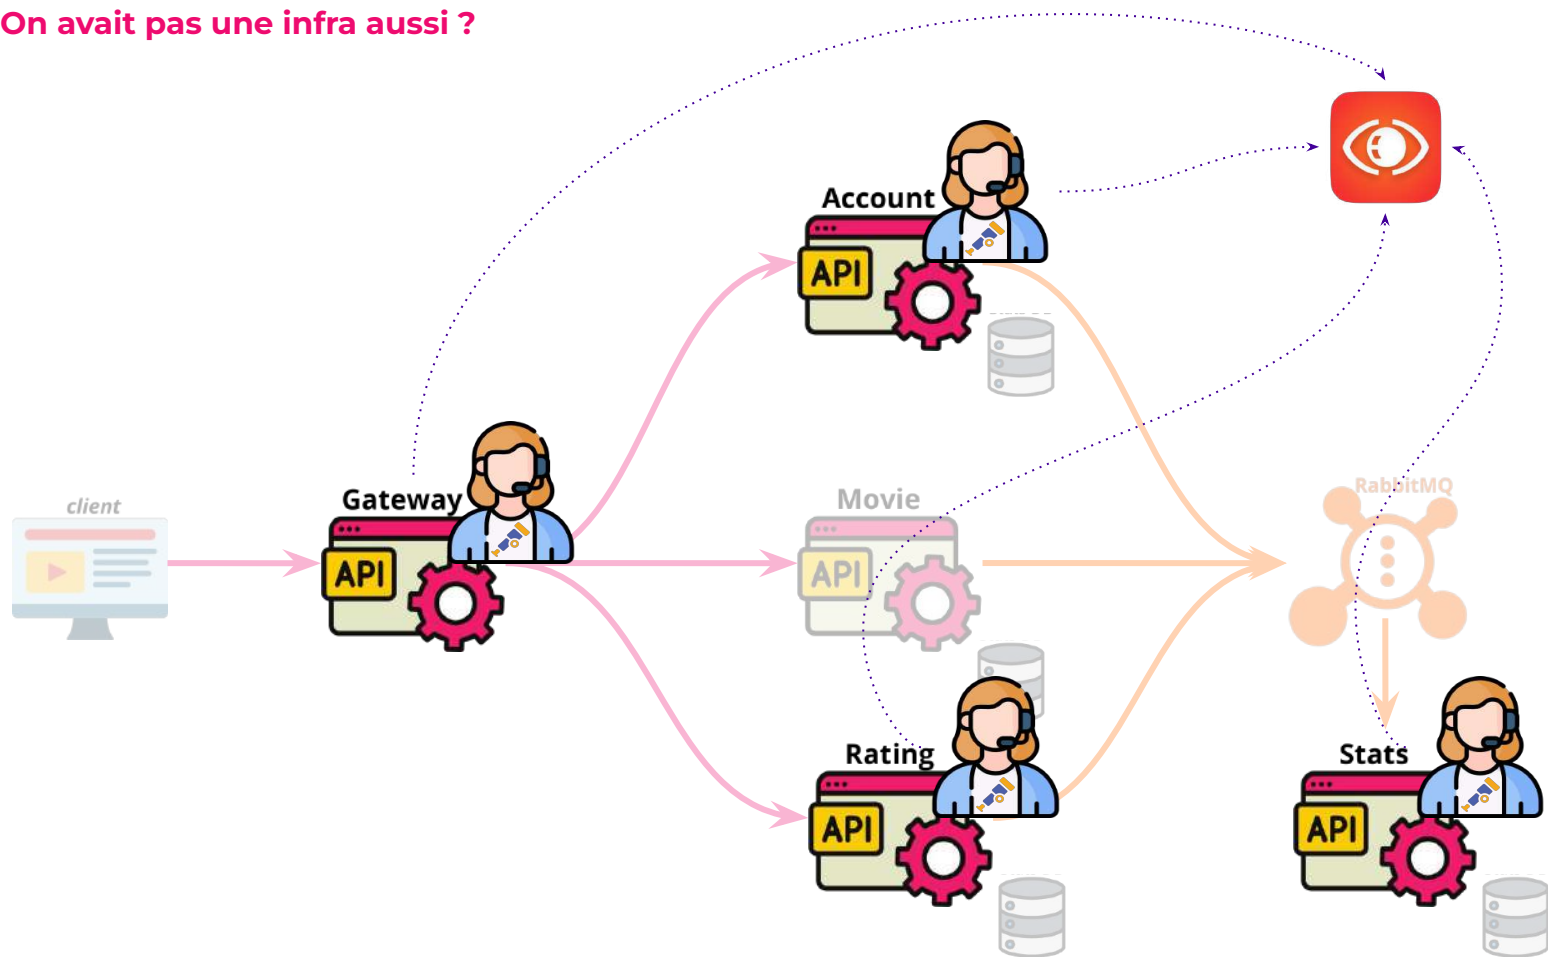 On avait pas une infra aussi ?
Account
API
client
Gateway
API
Movie
API
RabbitMQ
Rating
API
Stats
API